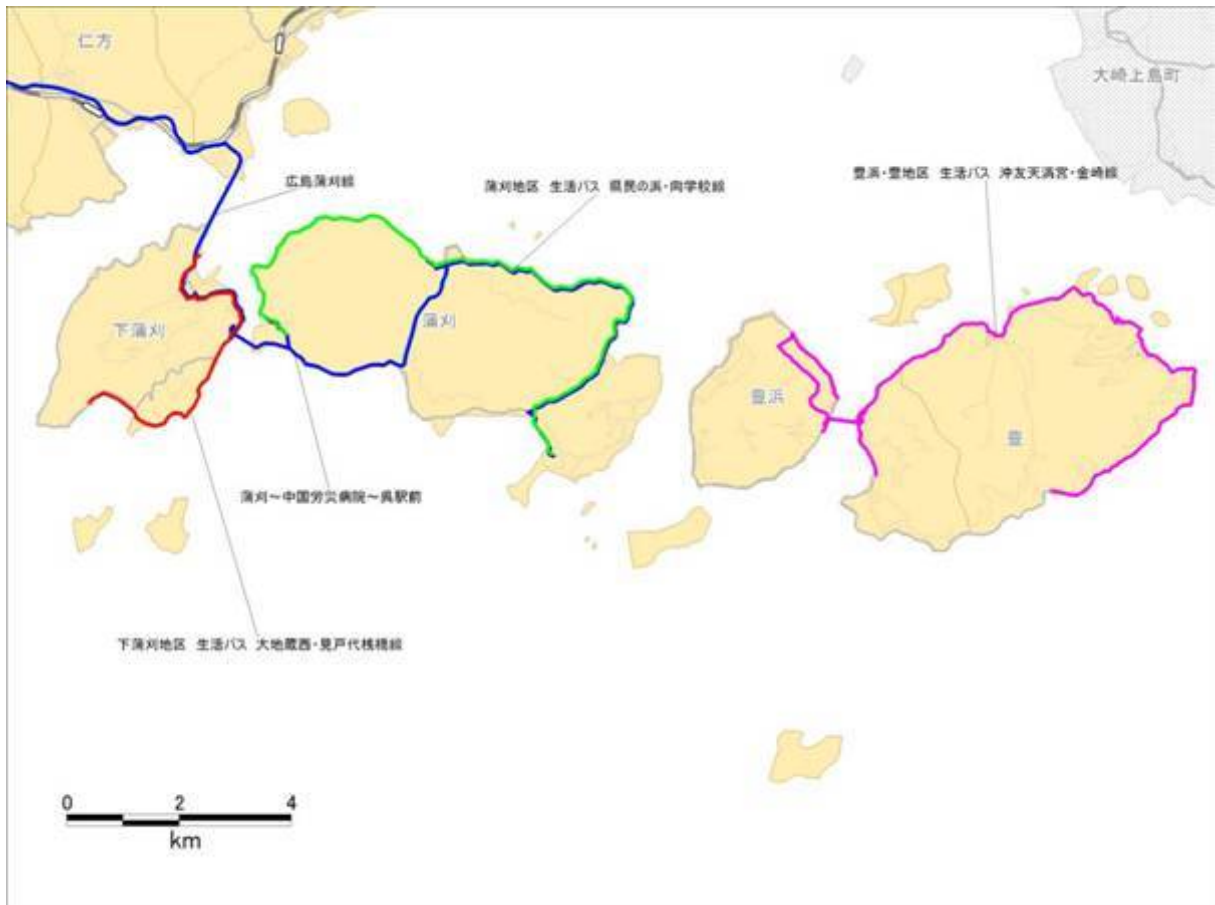 仁方
大崎上島町
広島蒲刈線
蒲刈地区 生活バス 県民の浜・向学校線
豊浜・豊地区 生活バス 沖友天満宮・金崎線
下蒲刈
蒲刈
豊浜
豊
蒲刈～中国労災病院～呉駅前
下蒲刈地区 生活バス 大地蔵西・見戸代桟橋線
0 2 4
km